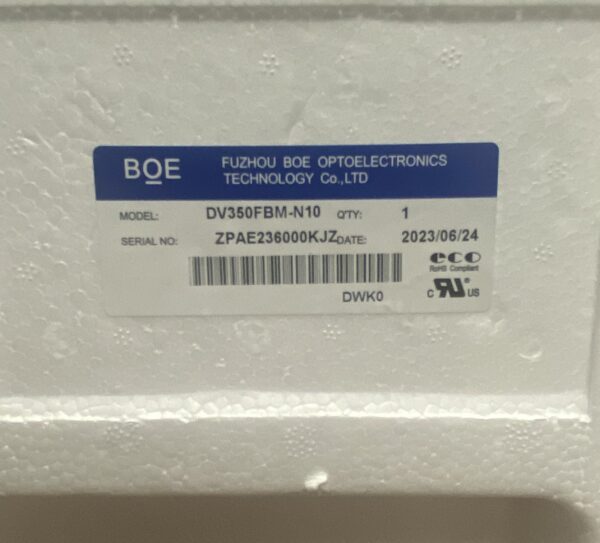 BOE FUZHOU BOE OPTOELECTRONICS
TECHNOLOGY Co.,LTD
MODEL: DV350FBM-N10 Q'TY: 1
SERIAL NO: ZPAE236000KJZ DATE: 2023/06/24
eco
RoHS Compliant
DWK0
c RU ® US